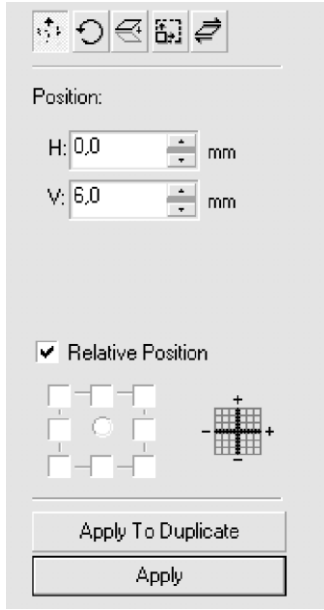 Position:
H: 0,0 mm
V: 6,0 mm
Relative Position
+
- +
-
Apply To Duplicate
Apply